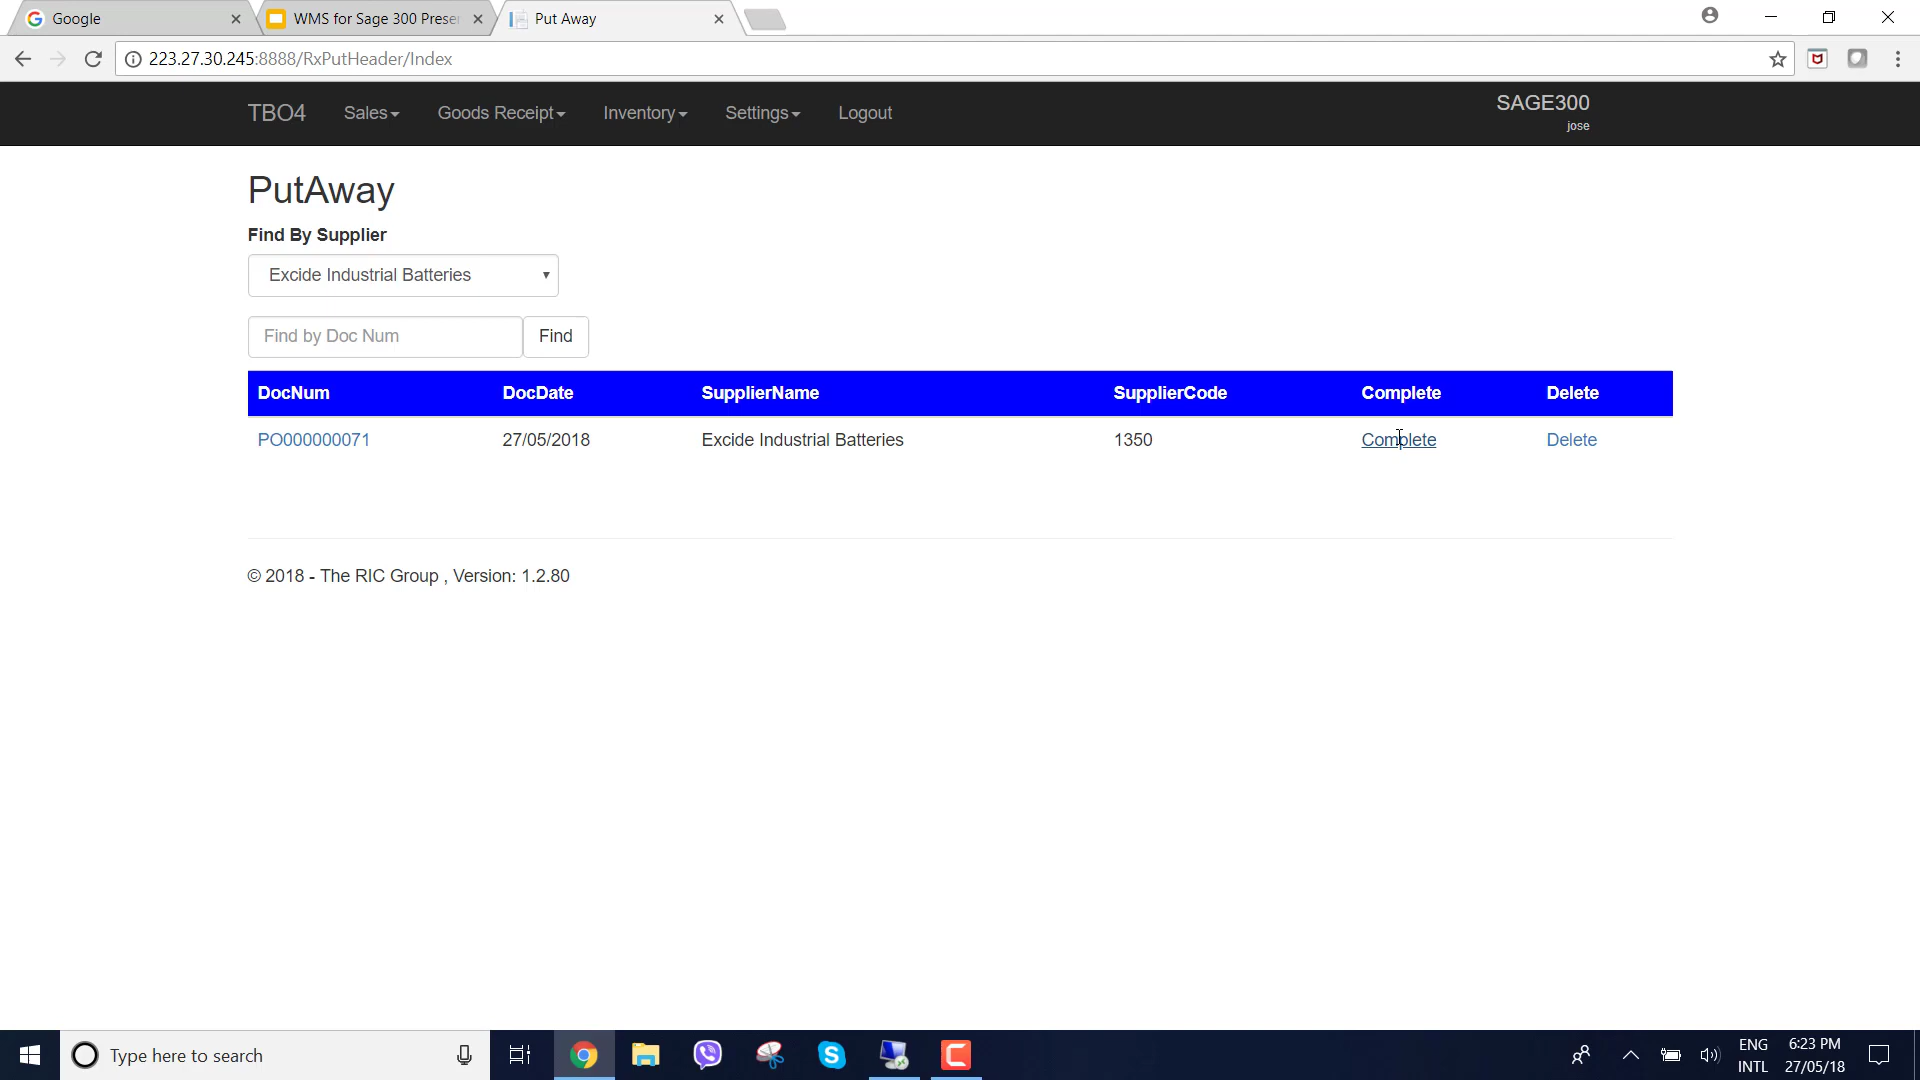 Google
WMS for Sage 300 Prese
Put Away
223.27.30.245:8888/RxPutHeader/Index
TBO4 Sales Goods Receipt Inventory Settings Logout
SAGE300
jose
PutAway
Find By Supplier
Excide Industrial Batteries
Find by Doc Num Find
DocNum DocDate SupplierName SupplierCode Complete Delete
PO000000071 27/05/2018 Excide Industrial Batteries 1350 Complete Delete
© 2018 - The RIC Group , Version: 1.2.80
Type here to search
ENG
INTL
6:23 PM
27/05/18